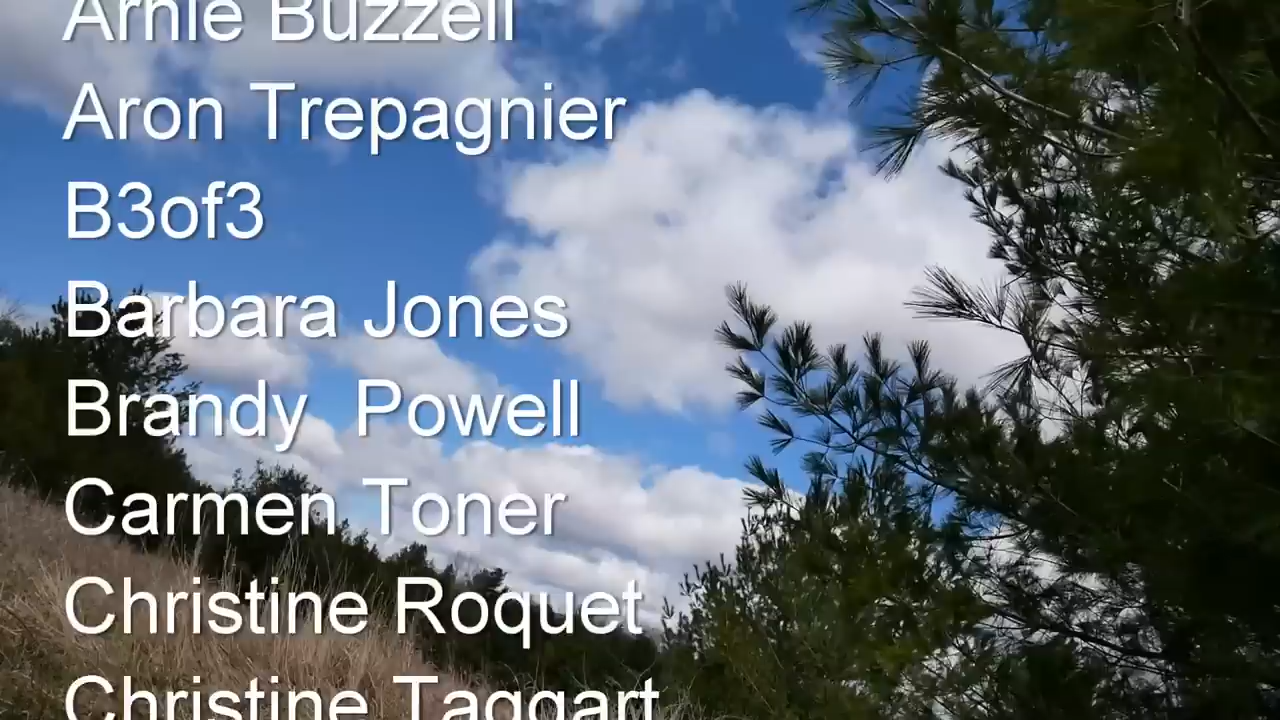 Arnie Buzzell
Aron Trepagnier
B3of3
Barbara Jones
Brandy  Powell
Carmen Toner
Christine Roquet
Christine Taggart